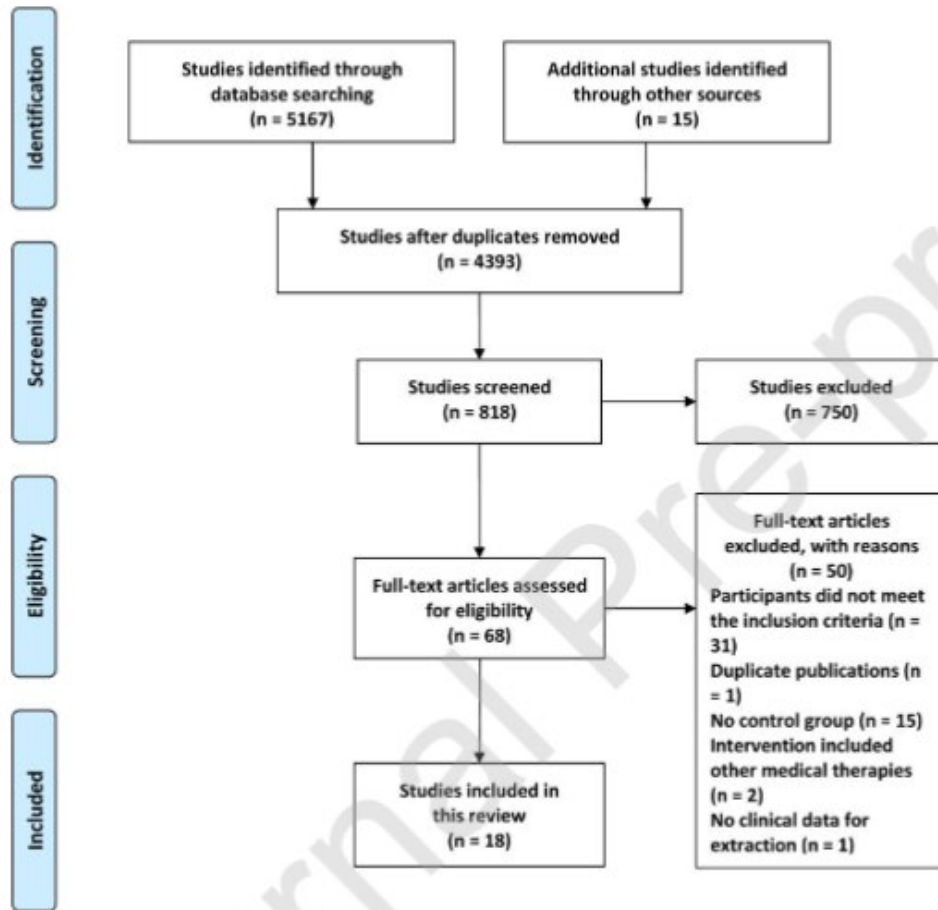 Identification
Studies identified through
database searching
(n = 5167)
Additional studies identified
through other sources
(n = 15)
Studies after duplicates removed
(n = 4393)
Screening
Studies screened
(n = 818)
Studies excluded
(n = 750)
Eligibility
Full-text articles assessed
for eligibility
(n = 68)
Full-text articles
excluded, with reasons
(n = 50)
Participants did not meet
the inclusion criteria (n =
31)
Duplicate publications (n
= 1)
No control group (n = 15)
Intervention included
other medical therapies
(n = 2)
No clinical data for
extraction (n = 1)
Included
Studies included in
this review
(n = 18)
rnal Pre-pr